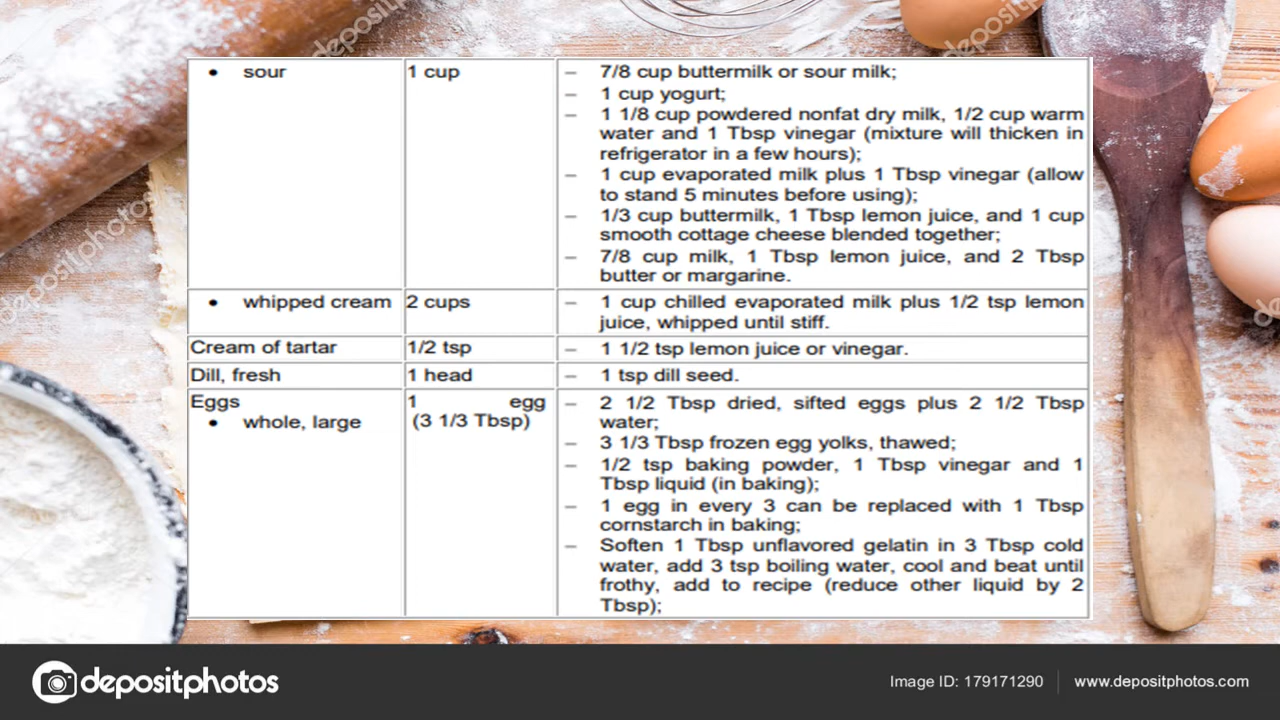 depositphotos
depositphotos
depositphotos
• sour
1 cup
– 7/8 cup buttermilk or sour milk;
– 1 cup yogurt;
– 1 1/8 cup powdered nonfat dry milk, 1/2 cup warm
water and 1 Tbsp vinegar (mixture will thicken in
refrigerator in a few hours);
– 1 cup evaporated milk plus 1 Tbsp vinegar (allow
to stand 5 minutes before using);
– 1/3 cup buttermilk, 1 Tbsp lemon juice, and 1 cup
smooth cottage cheese blended together;
– 7/8 cup milk, 1 Tbsp lemon juice, and 2 Tbsp
butter or margarine.
• whipped cream
2 cups
– 1 cup chilled evaporated milk plus 1/2 tsp lemon
juice, whipped until stiff.
Cream of tartar
1/2 tsp
– 1 1/2 tsp lemon juice or vinegar.
Dill, fresh
1 head
– 1 tsp dill seed.
Eggs
• whole, large
1 egg
(3 1/3 Tbsp)
– 2 1/2 Tbsp dried, sifted eggs plus 2 1/2 Tbsp
water;
– 3 1/3 Tbsp frozen egg yolks, thawed;
– 1/2 tsp baking powder, 1 Tbsp vinegar and 1
Tbsp liquid (in baking);
– 1 egg in every 3 can be replaced with 1 Tbsp
cornstarch in baking;
– Soften 1 Tbsp unflavored gelatin in 3 Tbsp cold
water, add 3 tsp boiling water, cool and beat until
frothy, add to recipe (reduce other liquid by 2
Tbsp);
depositphotos
Image ID: 179171290
www.depositphotos.com